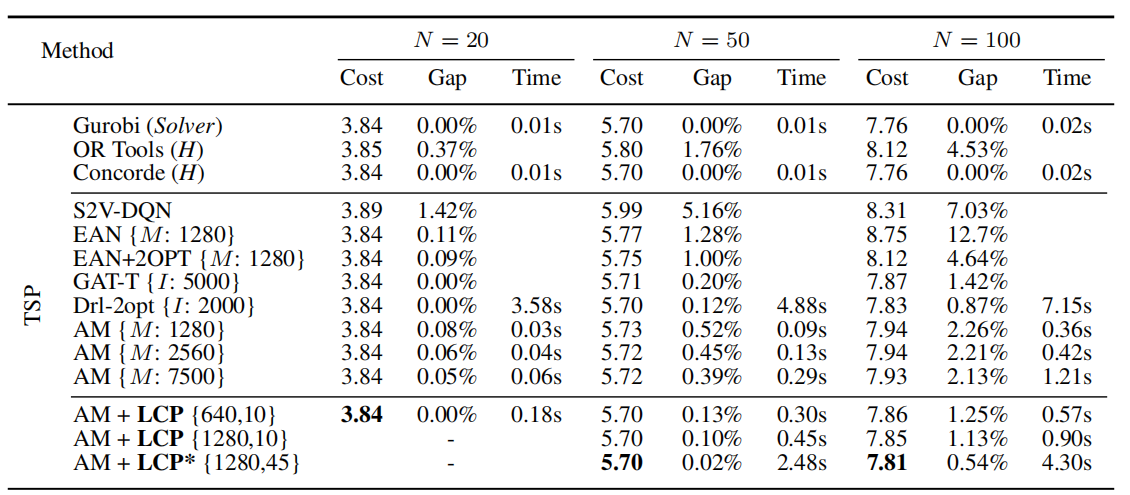 Method N = 20 N = 50 N = 100
Cost Gap Time Cost Gap Time Cost Gap Time
TSP
Gurobi (Solver) 3.84 0.00% 0.01s 5.70 0.00% 0.01s 7.76 0.00% 0.02s
OR Tools (H) 3.85 0.37% 5.80 1.76% 8.12 4.53%
Concorde (H) 3.84 0.00% 0.01s 5.70 0.00% 0.01s 7.76 0.00% 0.02s
S2V-DQN 3.89 1.42% 5.99 5.16% 8.31 7.03%
EAN {M: 1280} 3.84 0.11% 5.77 1.28% 8.75 12.7%
EAN+2OPT {M: 1280} 3.84 0.09% 5.75 1.00% 8.12 4.64%
GAT-T {I: 5000} 3.84 0.00% 5.71 0.20% 7.87 1.42%
Drl-2opt {I: 2000} 3.84 0.00% 3.58s 5.70 0.12% 4.88s 7.83 0.87% 7.15s
AM {M: 1280} 3.84 0.08% 0.03s 5.73 0.52% 0.09s 7.94 2.26% 0.36s
AM {M: 2560} 3.84 0.06% 0.04s 5.72 0.45% 0.13s 7.94 2.21% 0.42s
AM {M: 7500} 3.84 0.05% 0.06s 5.72 0.39% 0.29s 7.93 2.13% 1.21s
AM + LCP {640,10} 3.84 0.00% 0.18s 5.70 0.13% 0.30s 7.86 1.25% 0.57s
AM + LCP {1280,10} - 5.70 0.10% 0.45s 7.85 1.13% 0.90s
AM + LCP* {1280,45} - 5.70 0.02% 2.48s 7.81 0.54% 4.30s